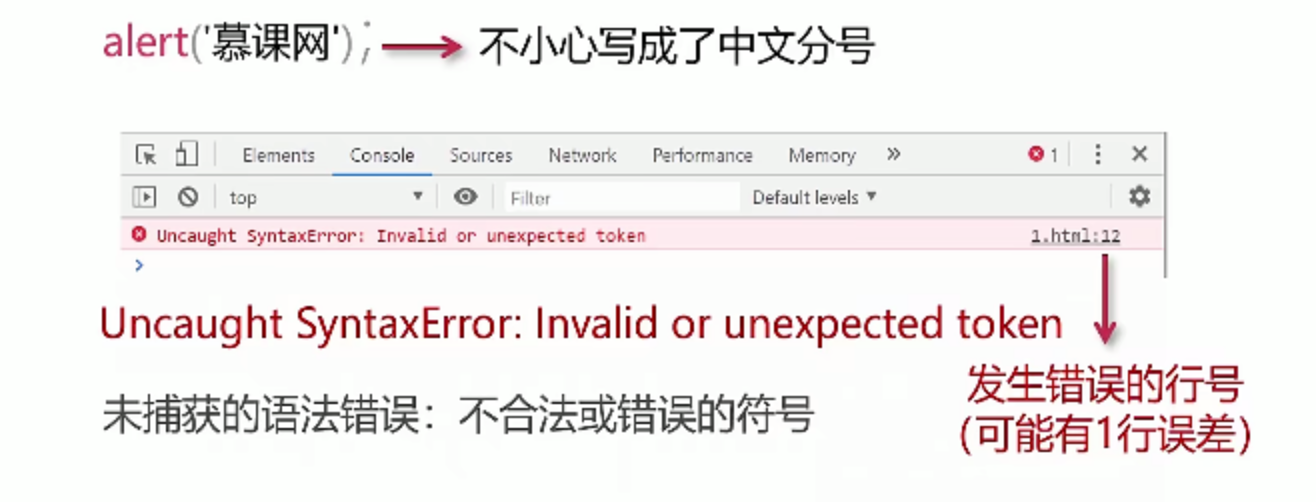 alert('慕课网')；
不小心写成了中文分号
Elements Console Sources Network Performance Memory » 1
top Filter Default levels
Uncaught SyntaxError: Invalid or unexpected token 1.html:12
Uncaught SyntaxError: Invalid or unexpected token
未捕获的语法错误：不合法或错误的符号
发生错误的行号
(可能有1行误差)